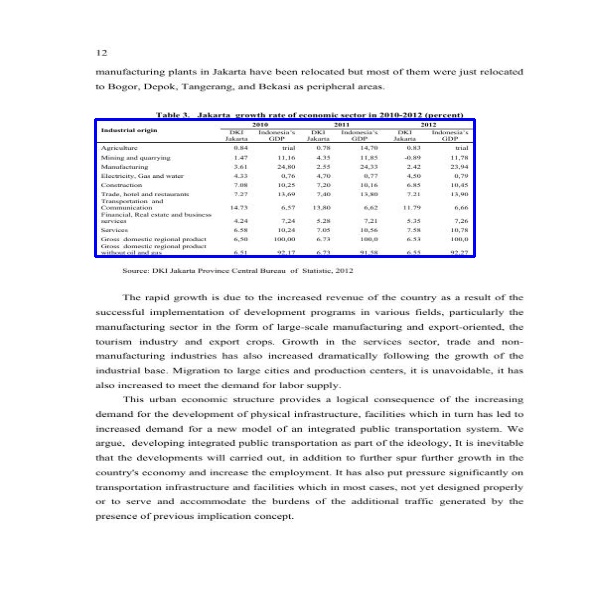 12
manufacturing plants in Jakarta have been relocated but most of them were just relocated
to Bogor, Depok, Tangerang, and Bekasi as peripheral areas.
Table 3. Jakarta growth rate of economic sector in 2010-2012 (percent)
Industrial origin 2010 2011 2012
DKI Jakarta Indonesia's GDP DKI Jakarta Indonesia's GDP DKI Jakarta Indonesia's GDP
Agriculture 0.84 trial 0.78 14,70 0.83 trial
Mining and quarrying 1.47 11,16 4.35 11,85 -0.89 11,78
Manufacturing 3.61 24,80 2.55 24,33 2.42 23,94
Electricity, Gas and water 4.33 0,76 4,70 0,77 4,50 0,79
Construction 7.08 10,25 7,20 10,16 6.85 10,45
Trade, hotel and restaurants 7.27 13,69 7,40 13,80 7.21 13,90
Transportation and
Communication 14.73 6,57 13,80 6,62 11.79 6,66
Financial, Real estate and business
services 4.24 7,24 5.28 7,21 5.35 7,26
Services 6.58 10,24 7.05 10,56 7.58 10,78
Gross domestic regional product 6,50 100,00 6.73 100,0 6.53 100,0
Gross domestic regional product
without oil and gas 6.51 92,17 6.73 91,58 6.55 92,27
Source: DKI Jakarta Province Central Bureau of Statistic, 2012
The rapid growth is due to the increased revenue of the country as a result of the
successful implementation of development programs in various fields, particularly the
manufacturing sector in the form of large-scale manufacturing and export-oriented, the
tourism industry and export crops. Growth in the services sector, trade and non-
manufacturing industries has also increased dramatically following the growth of the
industrial base. Migration to large cities and production centers, it is unavoidable, it has
also increased to meet the demand for labor supply.
This urban economic structure provides a logical consequence of the increasing
demand for the development of physical infrastructure, facilities which in turn has led to
increased demand for a new model of an integrated public transportation system. We
argue, developing integrated public transportation as part of the ideology, It is inevitable
that the developments will carried out, in addition to further spur further growth in the
country's economy and increase the employment. It has also put pressure significantly on
transportation infrastructure and facilities which in most cases, not yet designed properly
or to serve and accommodate the burdens of the additional traffic generated by the
presence of previous implication concept.